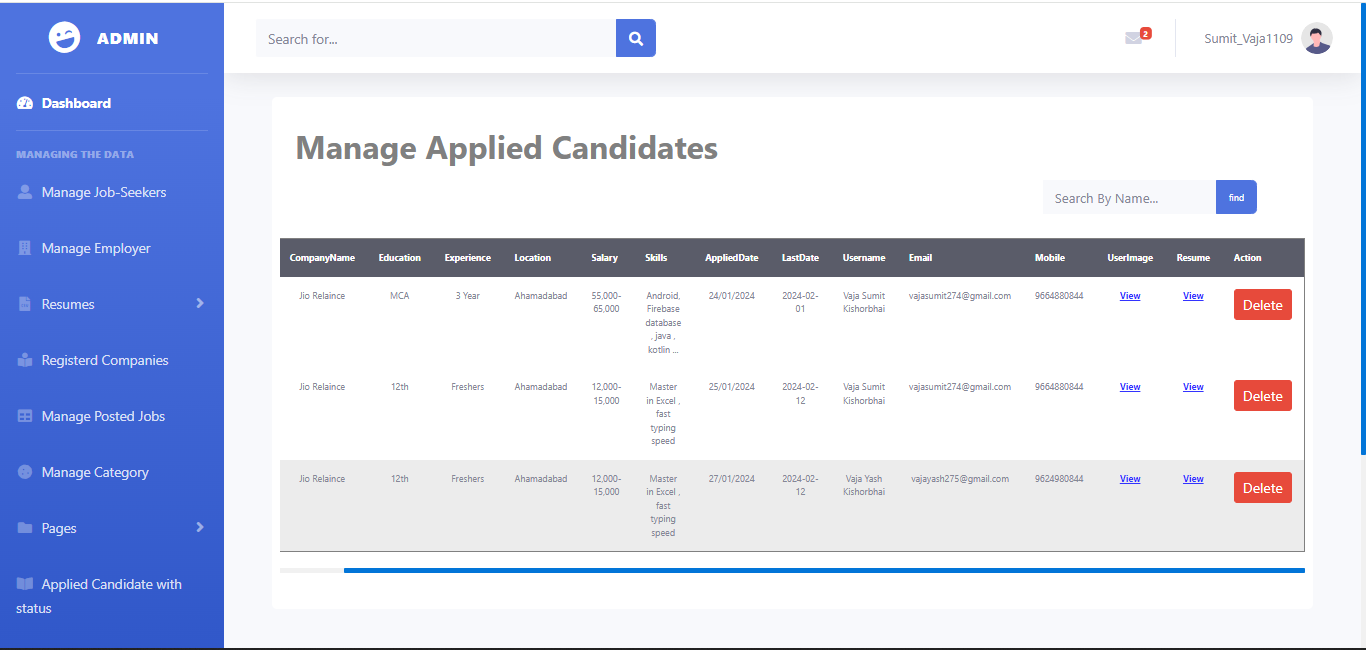 ADMIN
Search for...
2
Sumit_Vaja1109
Dashboard
MANAGING THE DATA
Manage Job-Seekers
Manage Employer
Resumes
Registerd Companies
Manage Posted Jobs
Manage Category
Pages
Applied Candidate with
status
Manage Applied Candidates
Search By Name...
find
CompanyName Education Experience Location Salary Skills AppliedDate LastDate Username Email Mobile UserImage Resume Action
Jio Relaince MCA 3 Year Ahamadabad 55,000- Android, 24/01/2024 2024-02- Vaja Sumit vajasumit274@gmail.com 9664880844 View View Delete
65,000 Firebase 01 Kishorbhai
database
, java ,
kotlin ...
Jio Relaince 12th Freshers Ahamadabad 12,000- Master 25/01/2024 2024-02- Vaja Sumit vajasumit274@gmail.com 9664880844 View View Delete
15,000 in Excel , 12 Kishorbhai
fast
typing
speed
Jio Relaince 12th Freshers Ahamadabad 12,000- Master 27/01/2024 2024-02- Vaja Yash vajayash275@gmail.com 9624980844 View View Delete
15,000 in Excel , 12 Kishorbhai
fast
typing
speed